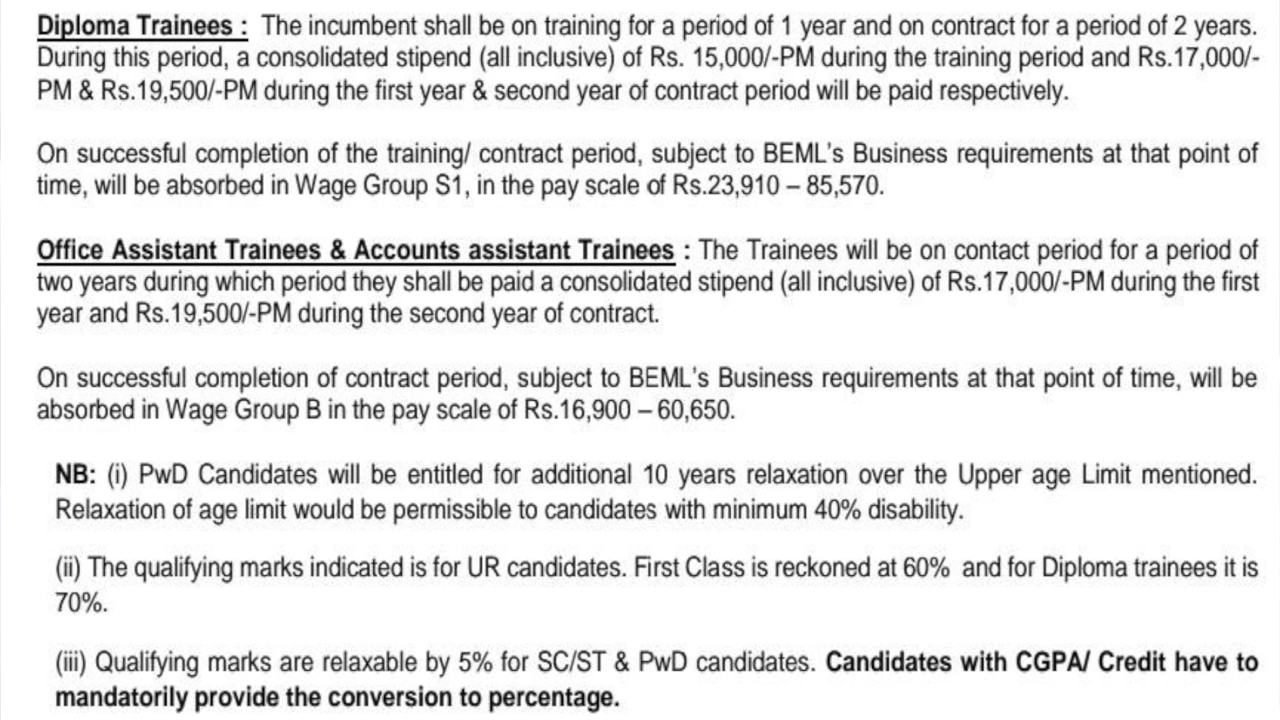 Diploma Trainees : The incumbent shall be on training for a period of 1 year and on contract for a period of 2 years.
During this period, a consolidated stipend (all inclusive) of Rs. 15,000/-PM during the training period and Rs.17,000/-
PM & Rs.19,500/-PM during the first year & second year of contract period will be paid respectively.
On successful completion of the training/ contract period, subject to BEML's Business requirements at that point of
time, will be absorbed in Wage Group S1, in the pay scale of Rs.23,910 – 85,570.
Office Assistant Trainees & Accounts assistant Trainees : The Trainees will be on contact period for a period of
two years during which period they shall be paid a consolidated stipend (all inclusive) of Rs.17,000/-PM during the first
year and Rs.19,500/-PM during the second year of contract.
On successful completion of contract period, subject to BEML's Business requirements at that point of time, will be
absorbed in Wage Group B in the pay scale of Rs.16,900 – 60,650.
NB: (i) PwD Candidates will be entitled for additional 10 years relaxation over the Upper age Limit mentioned.
Relaxation of age limit would be permissible to candidates with minimum 40% disability.
(ii) The qualifying marks indicated is for UR candidates. First Class is reckoned at 60% and for Diploma trainees it is
70%.
(iii) Qualifying marks are relaxable by 5% for SC/ST & PwD candidates. Candidates with CGPA/ Credit have to
mandatorily provide the conversion to percentage.